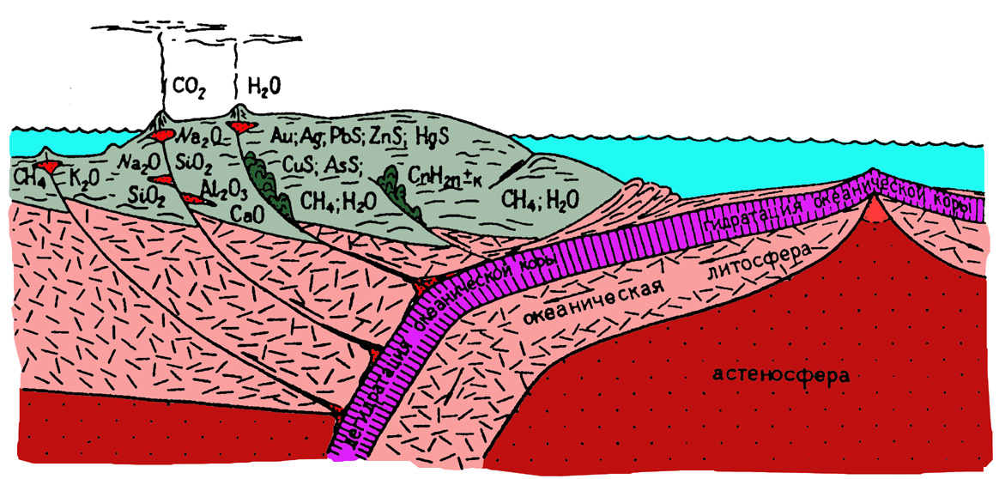 CO₂ H₂O
Na₂O Au; Ag; PbS; ZnS; HgS
Na₂O SiO₂ CuS; AsS; CnH2n±к
CH₄ K₂O SiO₂ Al₂O₃ CH₄; H₂O CH₄; H₂O
CaO
гидратация океанической коры
дегидратация океанической коры
океаническая литосфера
астеносфера